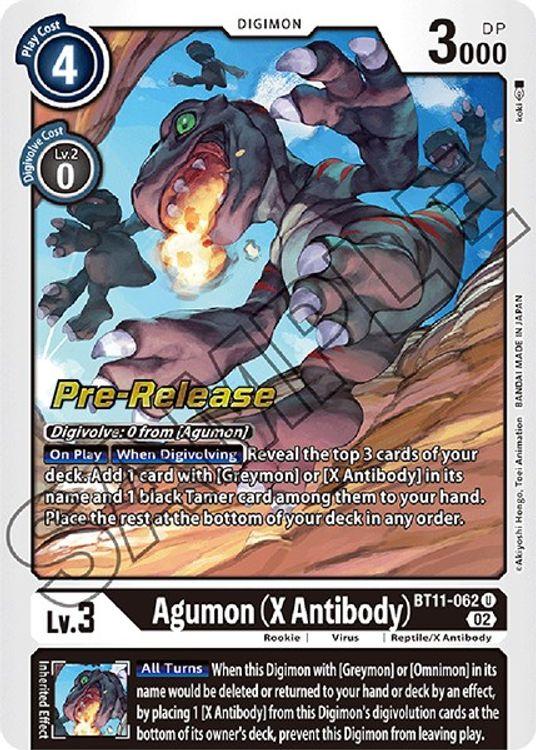 DIGIMON
Play Cost
4
3000
DP
Digivolve Cost
Lv.2
0
koki
SAMPLE
©Akiyoshi Hongo, Toei Animation BANDAI MADE IN JAPAN
Pre-Release
Digivolve: 0 from [Agumon]
On Play When Digivolving Reveal the top 3 cards of your
deck. Add 1 card with [Greymon] or [X Antibody] in its
name and 1 black Tamer card among them to your hand.
Place the rest at the bottom of your deck in any order.
Lv.3
Agumon (X Antibody)
BT11-062 U
02
Rookie | Virus | Reptile/X Antibody
Inherited Effect
All Turns When this Digimon with [Greymon] or [Omnimon] in its
name would be deleted or returned to your hand or deck by an effect,
by placing 1 [X Antibody] from this Digimon's digivolution cards at the
bottom of its owner's deck, prevent this Digimon from leaving play.